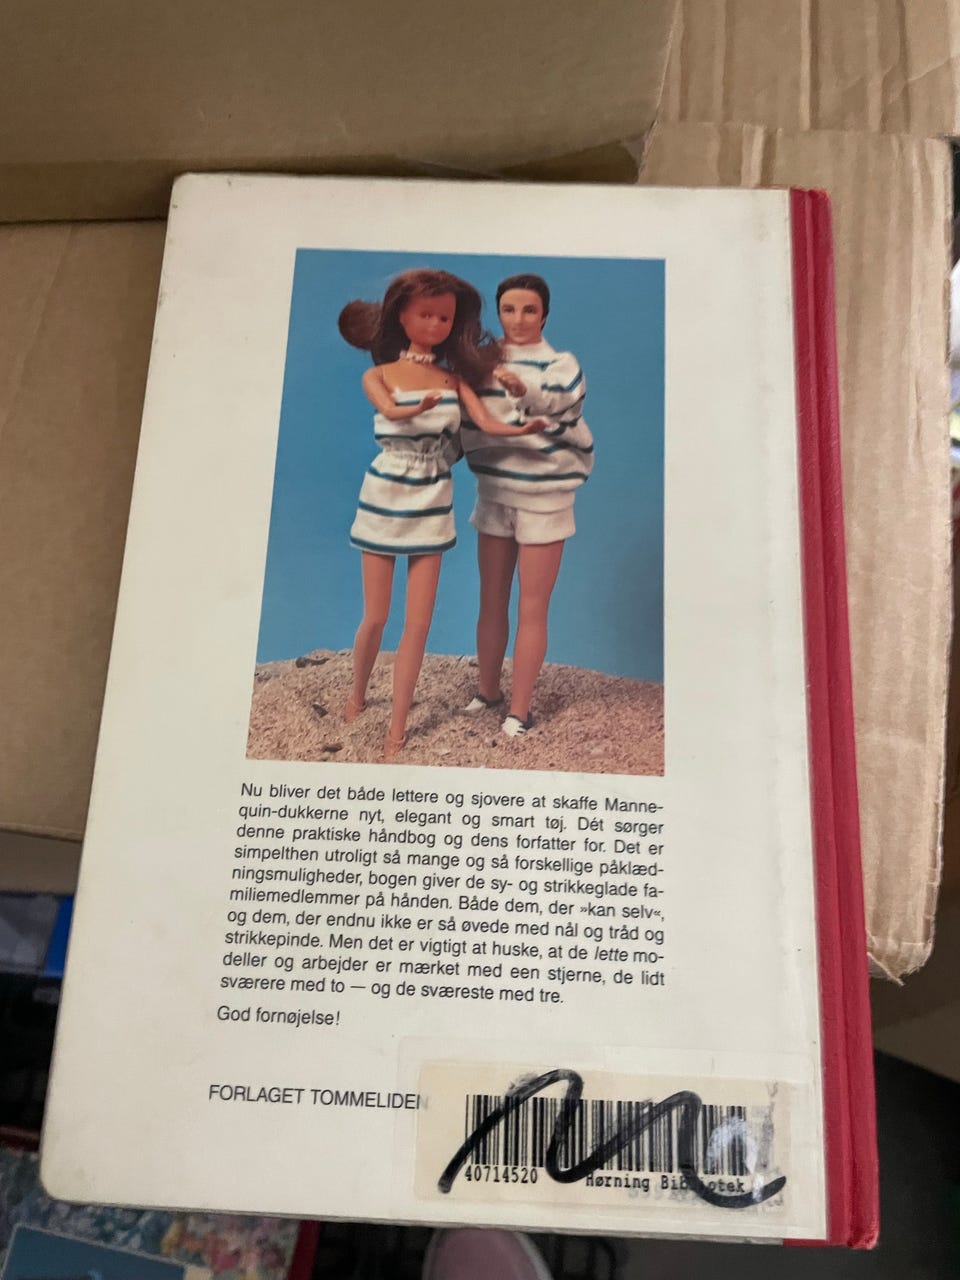 Nu bliver det både lettere og sjovere at skaffe Manne-
quin-dukkerne nyt, elegant og smart tøj. Dét sørger
denne praktiske håndbog og dens forfatter for. Det er
simpelthen utroligt så mange og så forskellige påklæd-
ningsmuligheder, bogen giver de sy- og strikkeglade fa-
miliemedlemmer på hånden. Både dem, der »kan selv«,
og dem, der endnu ikke er så øvede med nål og tråd og
strikkepinde. Men det er vigtigt at huske, at de lette mo-
deller og arbejder er mærket med een stjerne, de lidt
sværere med to — og de sværeste med tre.
God fornøjelse!
FORLAGET TOMMELIDEN
40714520 Hørning Bibliotek